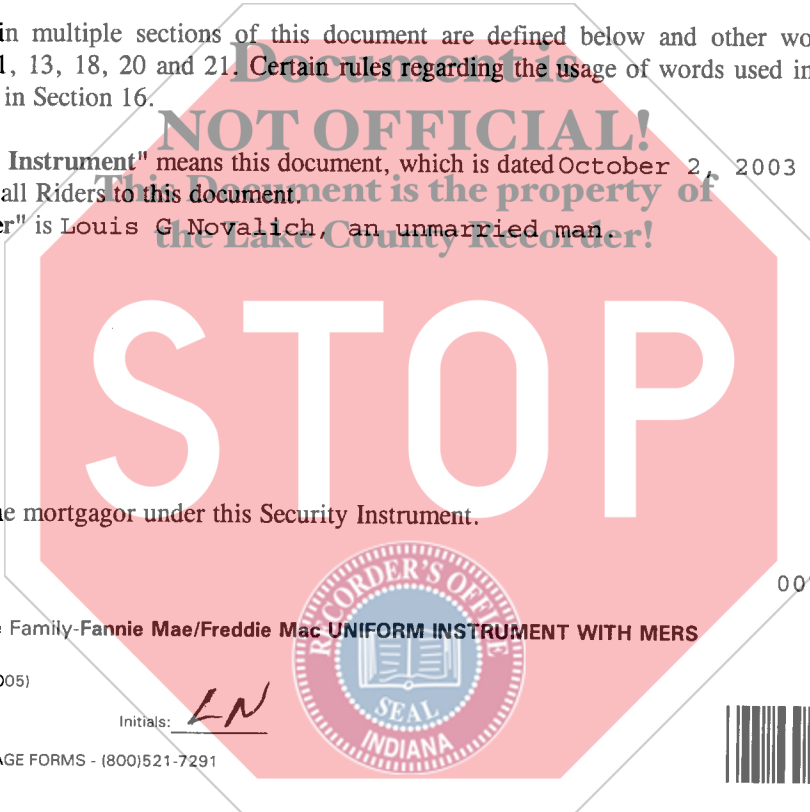 in multiple sections of this document are defined below and other wo
1, 13, 18, 20 and 21. Certain rules regarding the usage of words used in
in Section 16.
Document is
NOT OFFICIAL!
This Document is the property of
the Lake County Recorder!
Instrument" means this document, which is dated October 2, 2003
all Riders to this document.
er" is Louis G Novalich, an unmarried man.
STOP
e mortgagor under this Security Instrument.
00
RECORDER'S OFFICE
SEAL
INDIANA
Family-Fannie Mae/Freddie Mac UNIFORM INSTRUMENT WITH MERS
005)
Initials: LN
AGE FORMS - (800)521-7291